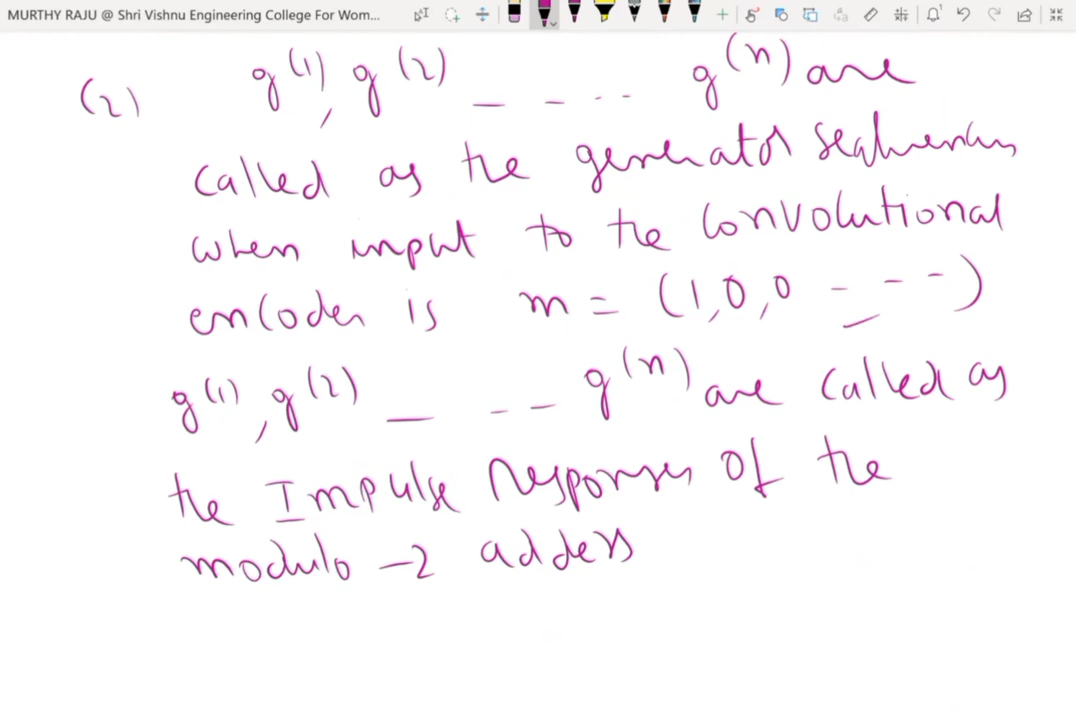 MURTHY RAJU @ Shri Vishnu Engineering College For Wom...
(2) g(1), g(2) _ _ .. .. g(n) are
called as the generator sequences
when input to the convolutional
encoder is m = (1,0,0 - - -)
g(1), g(2) _ _ _ g(n) are called as
the Impulse Responses of the
modulo-2 adders